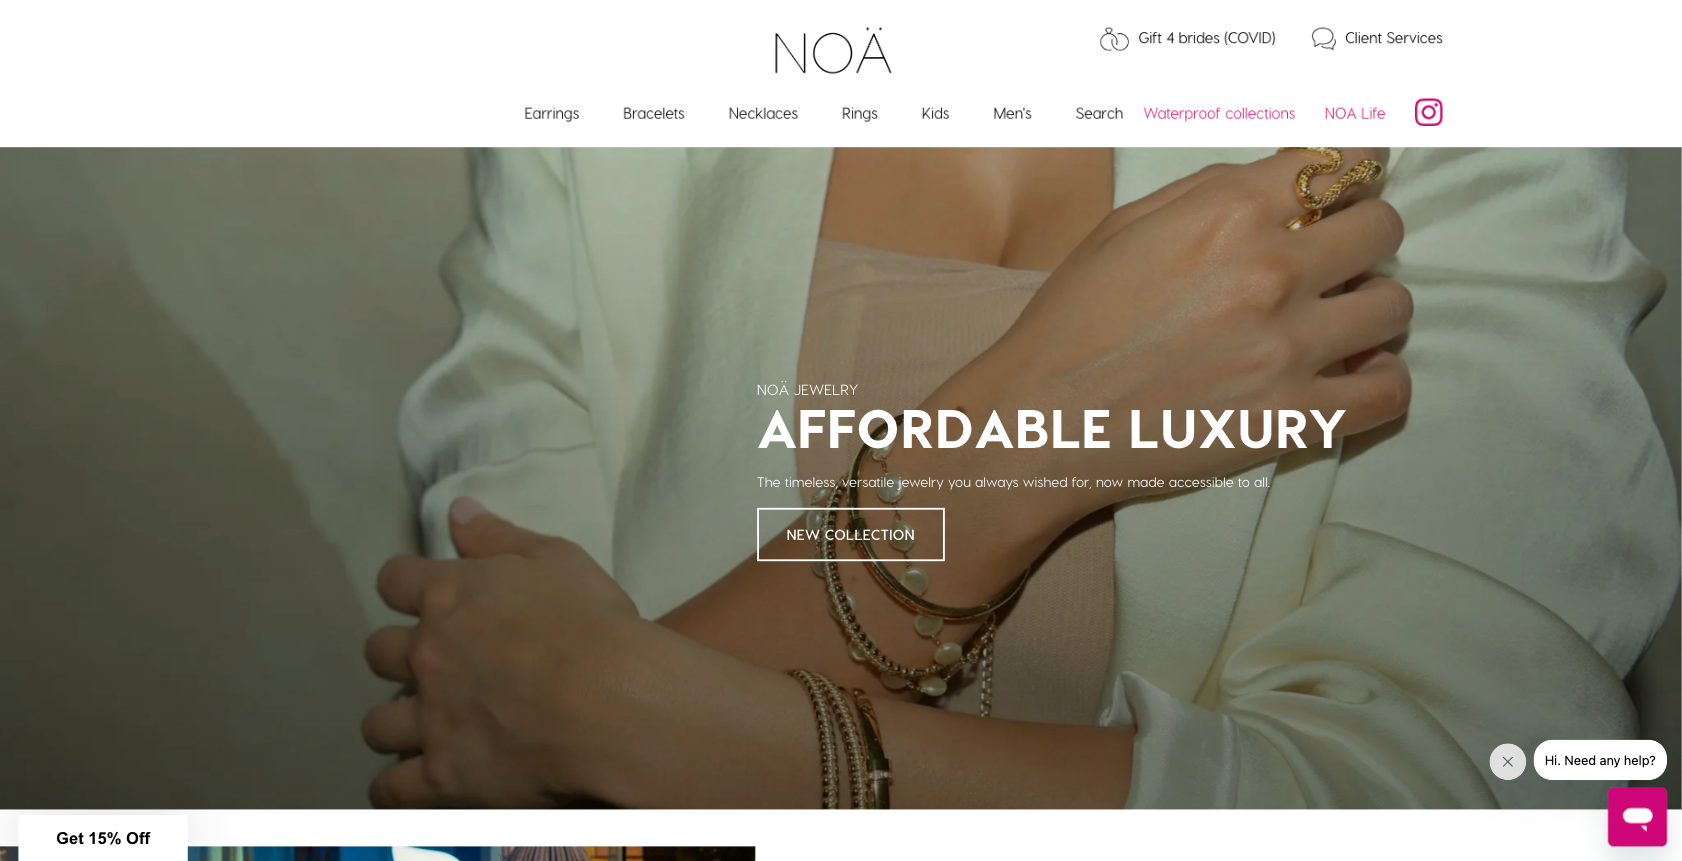 NOÄ
Gift 4 brides (COVID)
Client Services
Earrings
Bracelets
Necklaces
Rings
Kids
Men's
Search
Waterproof collections
NOA Life
NOÄ JEWELRY
AFFORDABLE LUXURY
The timeless, versatile jewelry you always wished for, now made accessible to all.
NEW COLLECTION
Hi. Need any help?
Get 15% Off